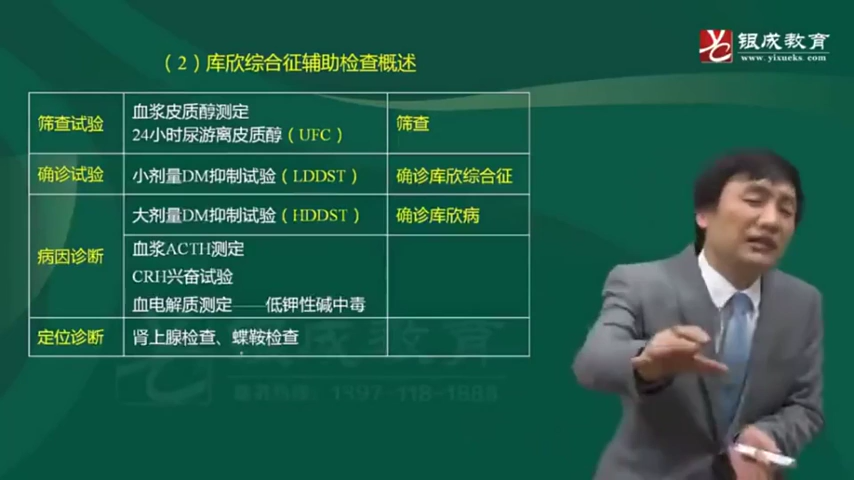 （2）库欣综合征辅助检查概述
银成教育
www.yixueks.com
筛查试验
血浆皮质醇测定
24小时尿游离皮质醇（UFC）
筛查
确诊试验
小剂量DM抑制试验（LDDST）
确诊库欣综合征
病因诊断
大剂量DM抑制试验（HDDST）
确诊库欣病
血浆ACTH测定
CRH兴奋试验
血电解质测定——低钾性碱中毒
定位诊断
肾上腺检查、蝶鞍检查
银成教育